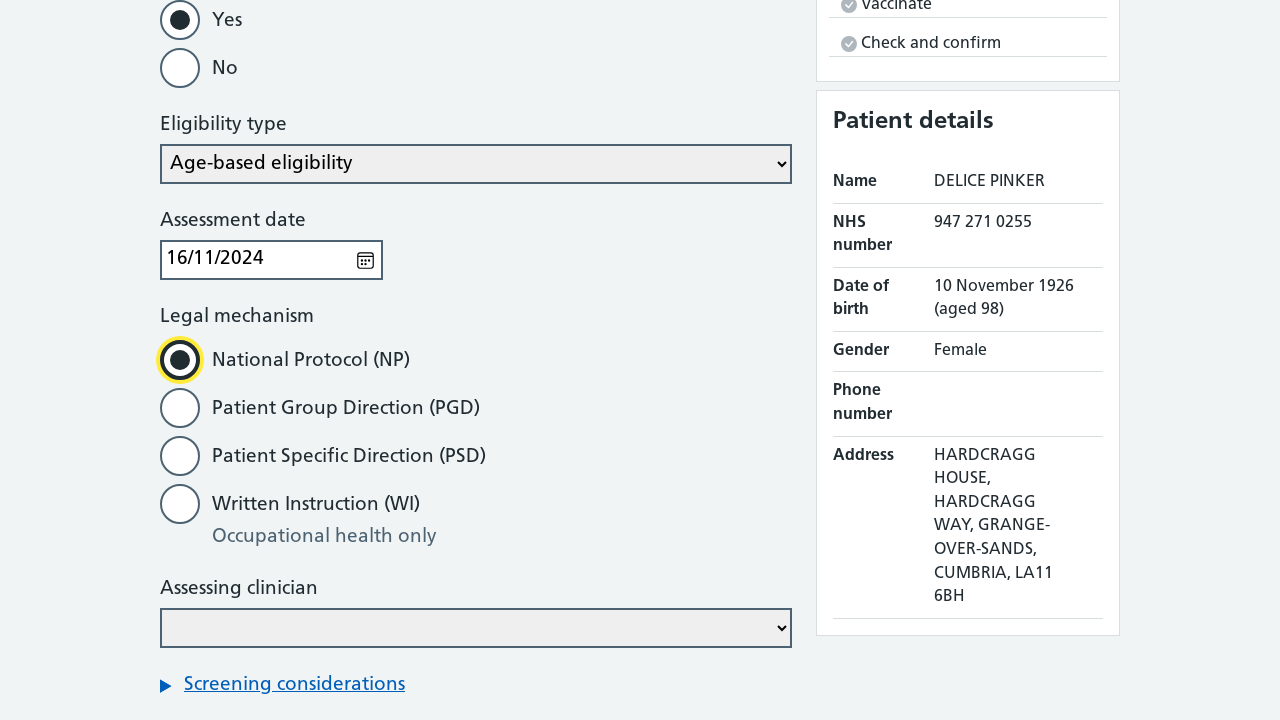 Yes
No
Eligibility type
Age-based eligibility
Assessment date
16/11/2024
Legal mechanism
National Protocol (NP)
Patient Group Direction (PGD)
Patient Specific Direction (PSD)
Written Instruction (WI)
Occupational health only
Assessing clinician
Screening considerations
Vaccinate
Check and confirm
Patient details
Name DELICE PINKER
NHS number 947 271 0255
Date of birth 10 November 1926 (aged 98)
Gender Female
Phone number
Address HARDCRAGG
HOUSE,
HARDCRAGG
WAY, GRANGE-
OVER-SANDS,
CUMBRIA, LA11
6BH